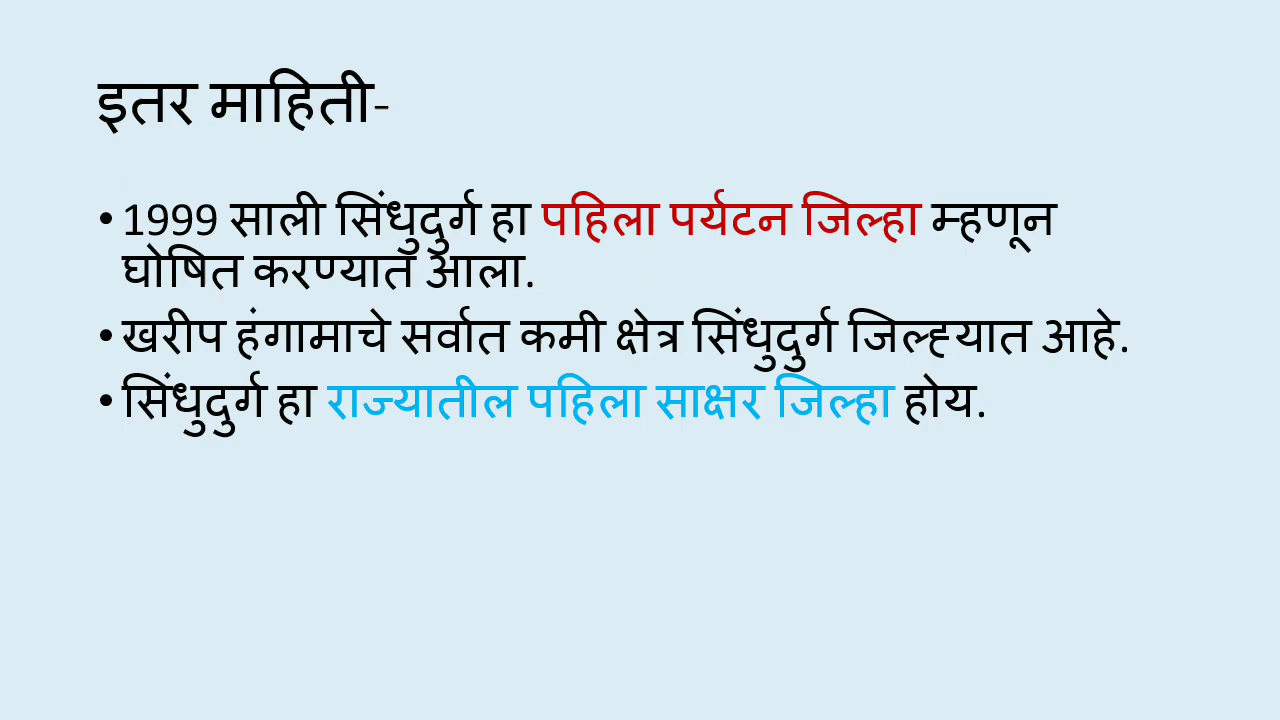 इतर माहिती-
• 1999 साली सिंधुदुर्ग हा पहिला पर्यटन जिल्हा म्हणून
घोषित करण्यात आला.
• खरीप हंगामाचे सर्वात कमी क्षेत्र सिंधुदुर्ग जिल्ह्यात आहे.
• सिंधुदुर्ग हा राज्यातील पहिला साक्षर जिल्हा होय.